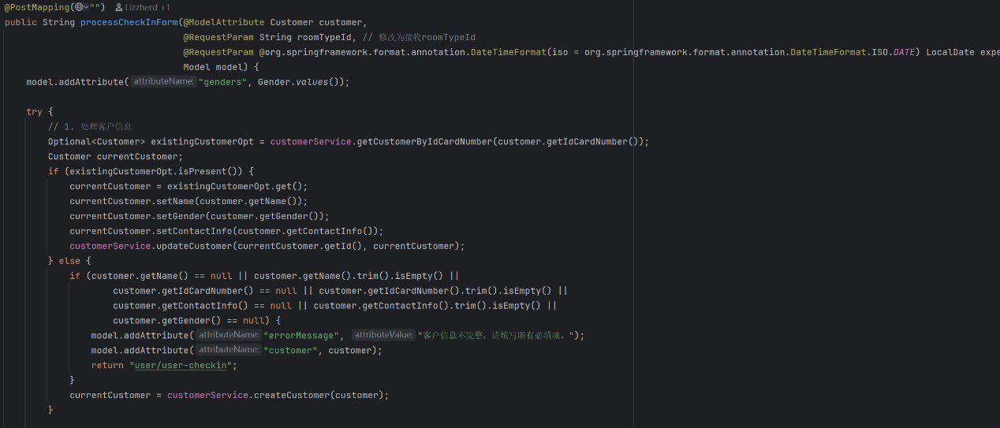 @PostMapping("") Lizzherd +1
public String processCheckInForm(@ModelAttribute Customer customer,
@RequestParam String roomTypeId, // 修改为接收roomTypeId
@RequestParam @org.springframework.format.annotation.DateTimeFormat(iso = org.springframework.format.annotation.DateTimeFormat.ISO.DATE) LocalDate expe
Model model) {
model.addAttribute( attributeName: "genders", Gender.values());
try {
// 1. 处理客户信息
Optional<Customer> existingCustomerOpt = customerService.getCustomerByIdCardNumber(customer.getIdCardNumber());
Customer currentCustomer;
if (existingCustomerOpt.isPresent()) {
currentCustomer = existingCustomerOpt.get();
currentCustomer.setName(customer.getName());
currentCustomer.setGender(customer.getGender());
currentCustomer.setContactInfo(customer.getContactInfo());
customerService.updateCustomer(currentCustomer.getId(), currentCustomer);
} else {
if (customer.getName() == null || customer.getName().trim().isEmpty() ||
customer.getIdCardNumber() == null || customer.getIdCardNumber().trim().isEmpty() ||
customer.getContactInfo() == null || customer.getContactInfo().trim().isEmpty() ||
customer.getGender() == null) {
model.addAttribute( attributeName: "errorMessage", attributeValue: "客户信息不完整，请填写所有必填项。");
model.addAttribute( attributeName: "customer", customer);
return "user/user-checkin";
}
currentCustomer = customerService.createCustomer(customer);
}